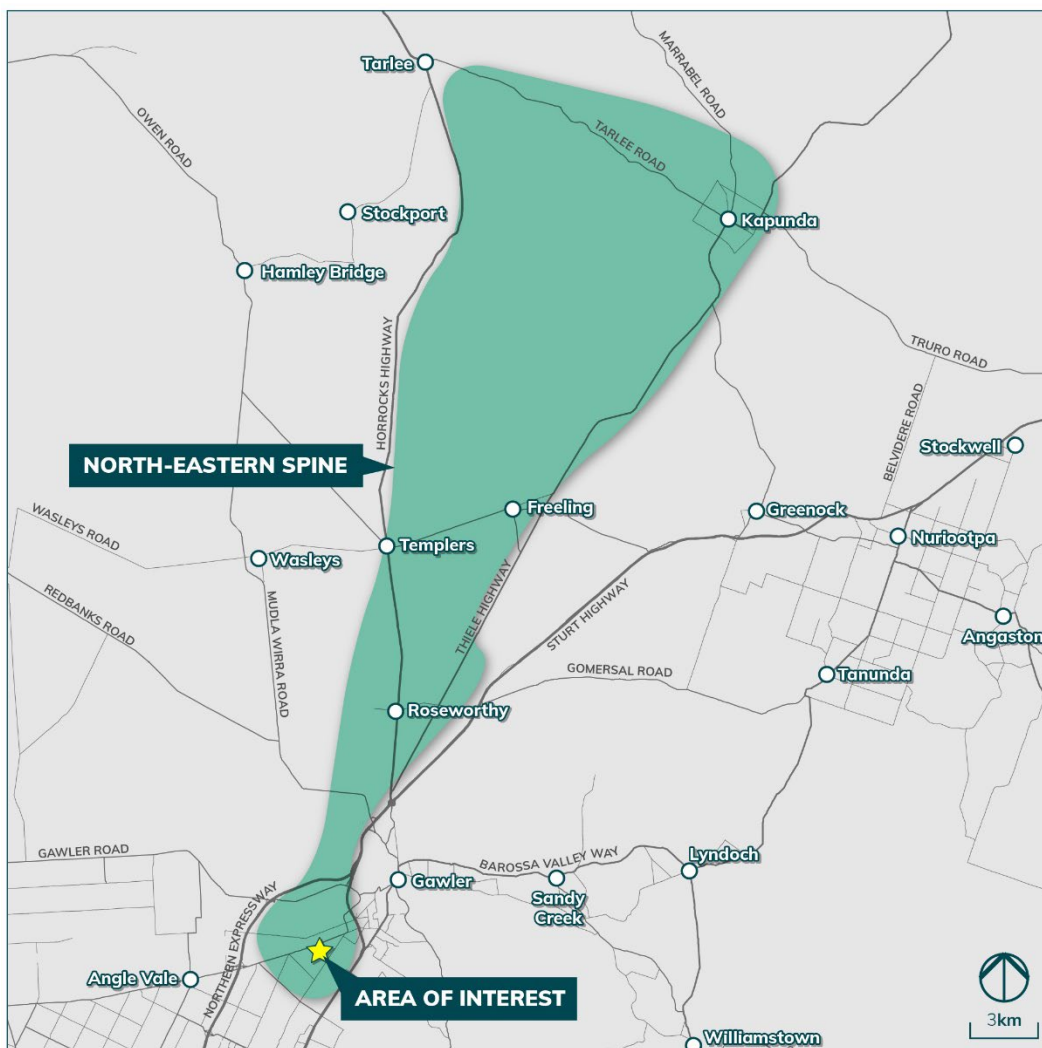 Tarlee
MARRABEL ROAD
OWEN ROAD
TARLEE ROAD
Stockport
Kapunda
Hamley Bridge
HORROCKS HIGHWAY
TRURO ROAD
BELVIDERE ROAD
Stockwell
NORTH-EASTERN SPINE
Freeling
Greenock
WASLEYS ROAD
Templers
Nuriootpa
Wasleys
REDBANKS ROAD
MUDLA WIRRA ROAD
THIELE HIGHWAY
STURT HIGHWAY
Angaston
GOMERSAL ROAD
Tanunda
Roseworthy
GAWLER ROAD
BAROSSA VALLEY WAY
Lyndoch
Gawler
Sandy
Creek
NORTHERN EXPRESSWAY
Angle Vale
AREA OF INTEREST
3km
Williamstown